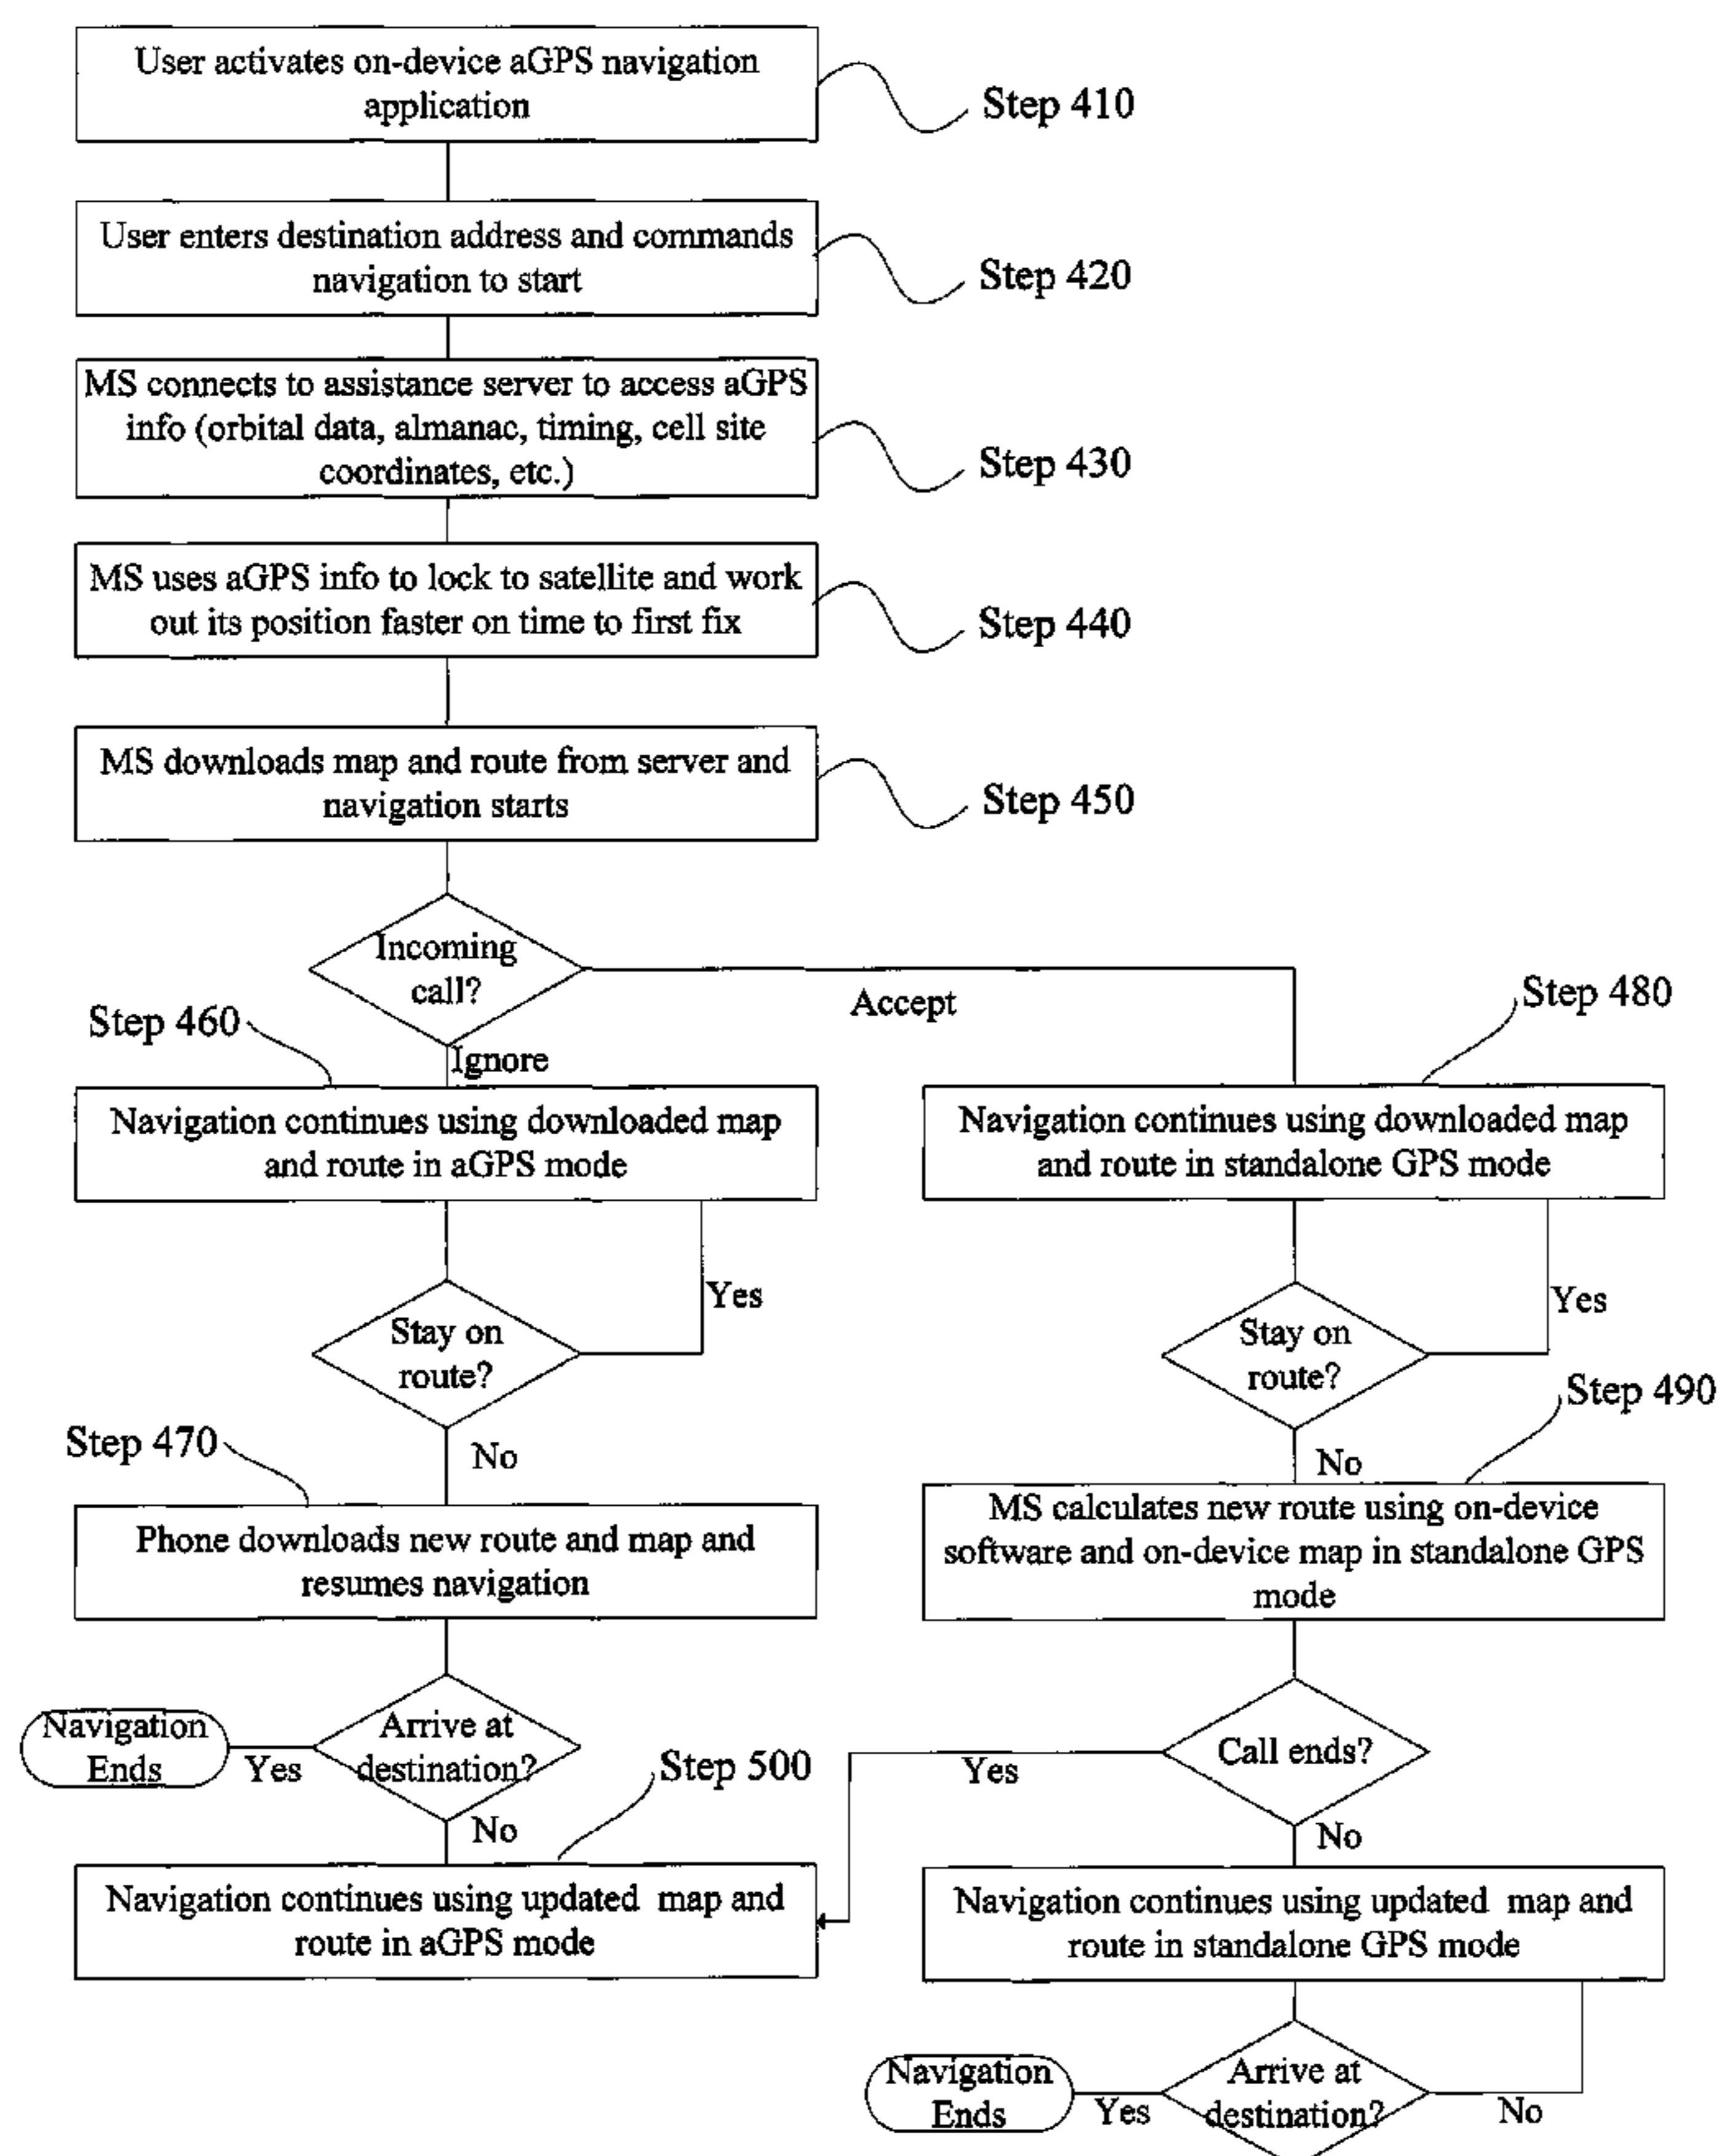 User activates on-device aGPS navigation
application
Step 410
User enters destination address and commands
navigation to start
Step 420
MS connects to assistance server to access aGPS
info (orbital data, almanac, timing, cell site
coordinates, etc.)
Step 430
MS uses aGPS info to lock to satellite and work
out its position faster on time to first fix
Step 440
MS downloads map and route from server and
navigation starts
Step 450
Incoming
call?
Accept
Ignore
Step 460
Navigation continues using downloaded map
and route in aGPS mode
Step 480
Navigation continues using downloaded map
and route in standalone GPS mode
Stay on
route?
Yes
No
Stay on
route?
Yes
No
Step 470
Phone downloads new route and map and
resumes navigation
Step 490
MS calculates new route using on-device
software and on-device map in standalone GPS
mode
Arrive at
destination?
Yes
Navigation
Ends
No
Call ends?
Yes
No
Step 500
Navigation continues using updated map and
route in aGPS mode
Navigation continues using updated map and
route in standalone GPS mode
Arrive at
destination?
Yes
Navigation
Ends
No